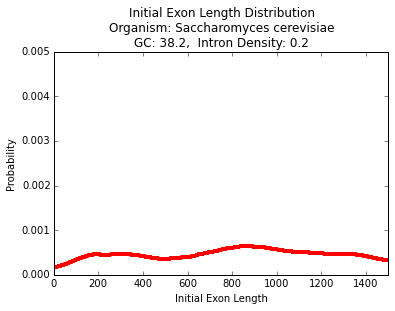 Initial Exon Length Distribution
Organism: Saccharomyces cerevisiae
GC: 38.2,  Intron Density: 0.2
0.005
0.004
0.003
0.002
0.001
0.000
Probability
0 200 400 600 800 1000 1200 1400
Initial Exon Length